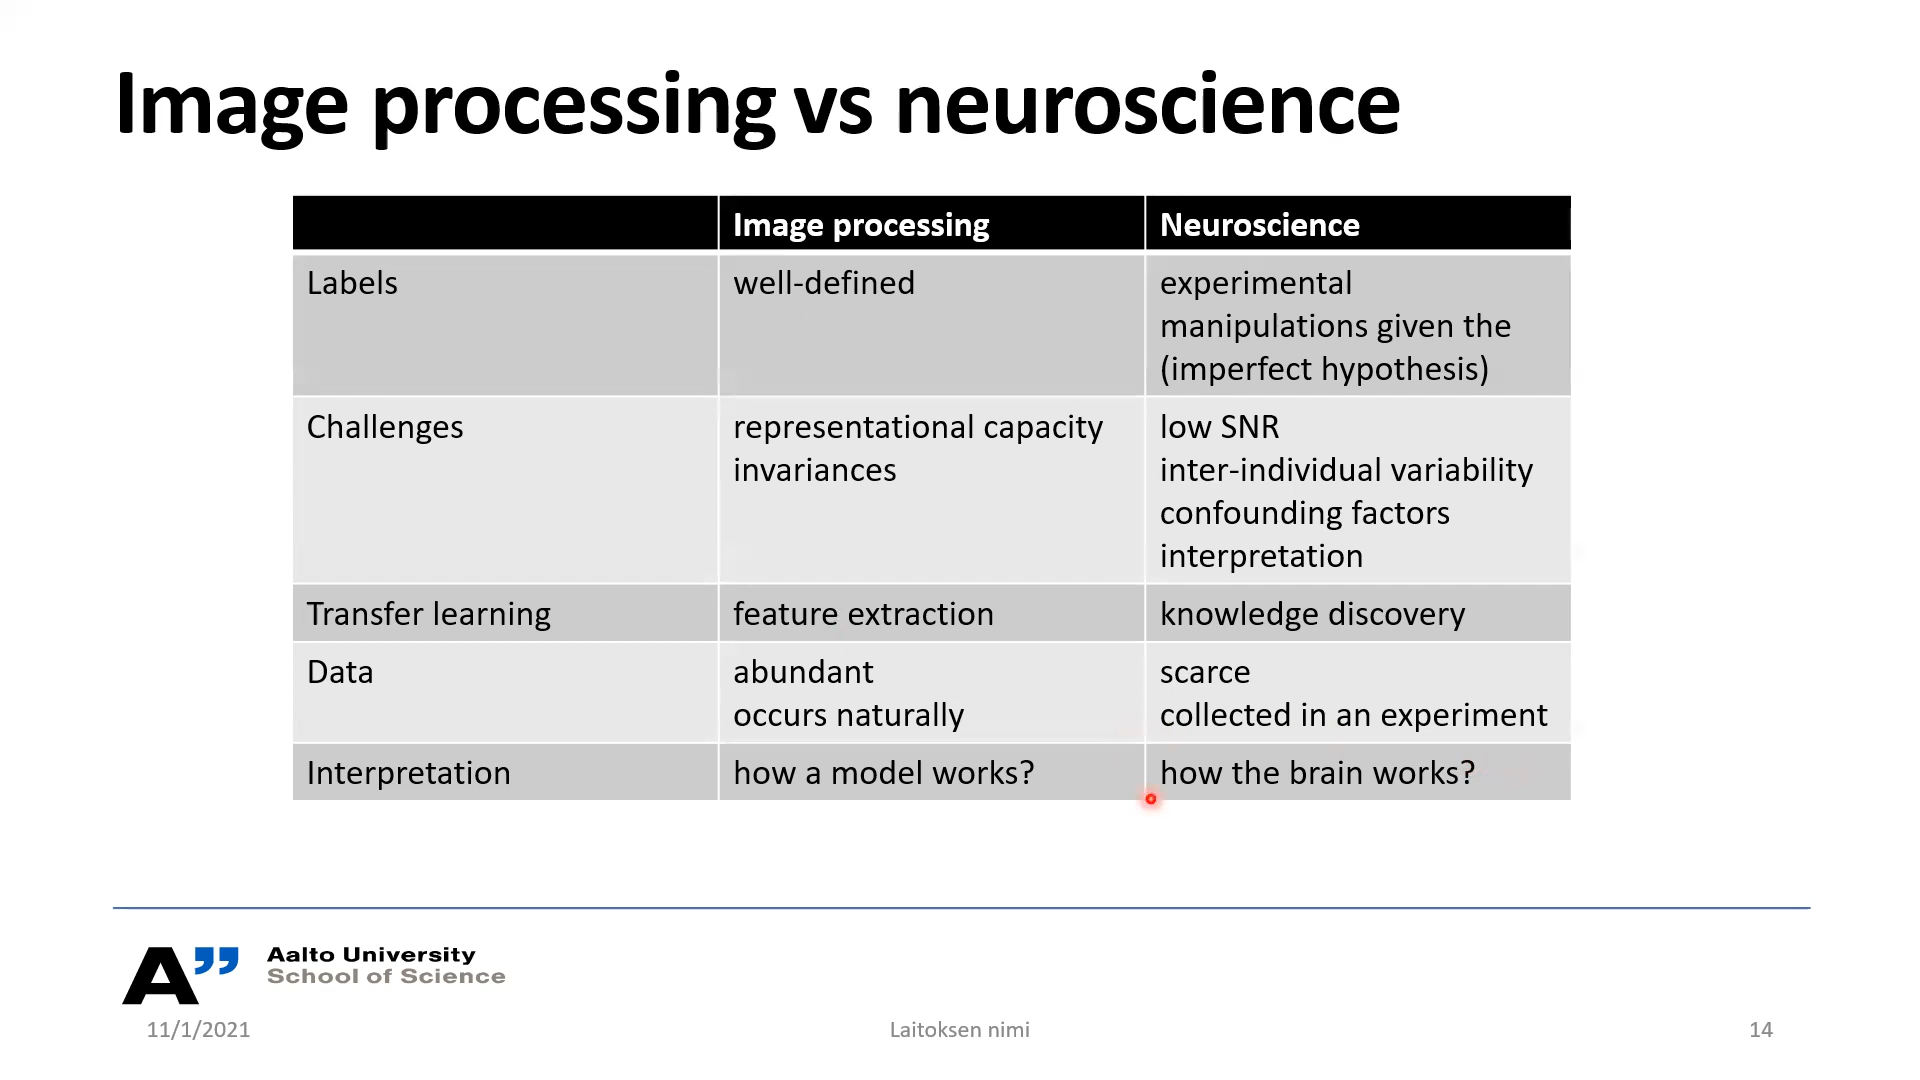 Image processing vs neuroscience
Image processing
Neuroscience
Labels
well-defined
experimental
manipulations given the
(imperfect hypothesis)
Challenges
representational capacity
invariances
low SNR
inter-individual variability
confounding factors
interpretation
Transfer learning
feature extraction
knowledge discovery
Data
abundant
occurs naturally
scarce
collected in an experiment
Interpretation
how a model works?
how the brain works?
A”
Aalto University
School of Science
11/1/2021
Laitoksen nimi
14